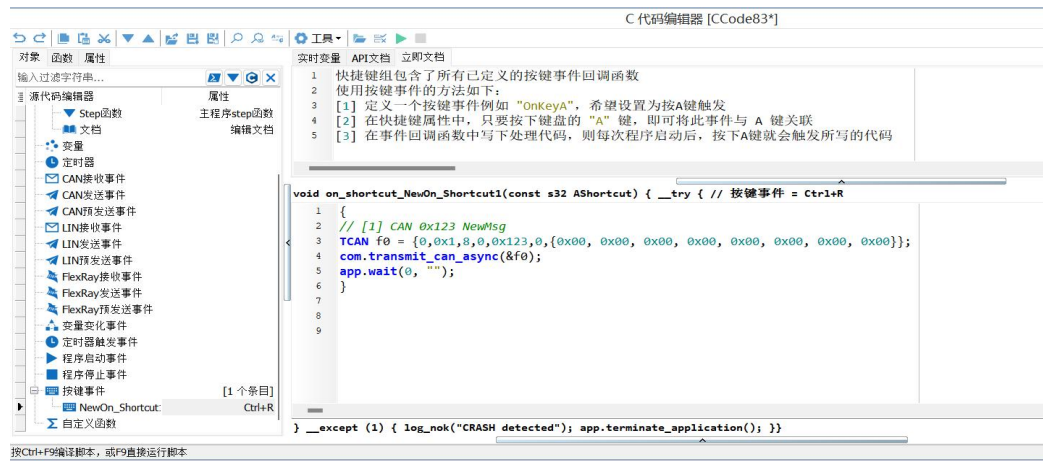 C 代码编辑器 [CCode83*]
工具
对象 函数 属性
实时变量 API文档 立即文档
输入过滤字符串...
源代码编辑器 属性
Step函数 主程序step函数
文档 编辑文档
变量
定时器
CAN接收事件
CAN发送事件
CAN预发送事件
LIN接收事件
LIN发送事件
LIN预发送事件
FlexRay接收事件
FlexRay发送事件
FlexRay预发送事件
变量变化事件
定时器触发事件
程序启动事件
程序停止事件
按键事件 [1 个条目]
NewOn_Shortcut: Ctrl+R
自定义函数
1 快捷键组包含了所有已定义的按键事件回调函数
2 使用按键事件的方法如下:
3 [1] 定义一个按键事件例如 "OnKeyA", 希望设置为按A键触发
4 [2] 在快捷键属性中, 只要按下键盘的 "A" 键, 即可将此事件与 A 键关联
5 [3] 在事件回调函数中写下处理代码, 则每次程序启动后, 按下A键就会触发所写的代码
void on_shortcut_NewOn_Shortcut1(const s32 AShortcut) { __try { // 按键事件 = Ctrl+R
1 {
2 // [1] CAN 0x123 NewMsg
3 TCAN f0 = {0,0x1,8,0,0x123,0,{0x00, 0x00, 0x00, 0x00, 0x00, 0x00, 0x00, 0x00}};
4 com.transmit_can_async(&f0);
5 app.wait(0, "");
6 }
7
8
9
} __except (1) { log_nok("CRASH detected"); app.terminate_application(); }}
按Ctrl+F9编译脚本，或F9直接运行脚本